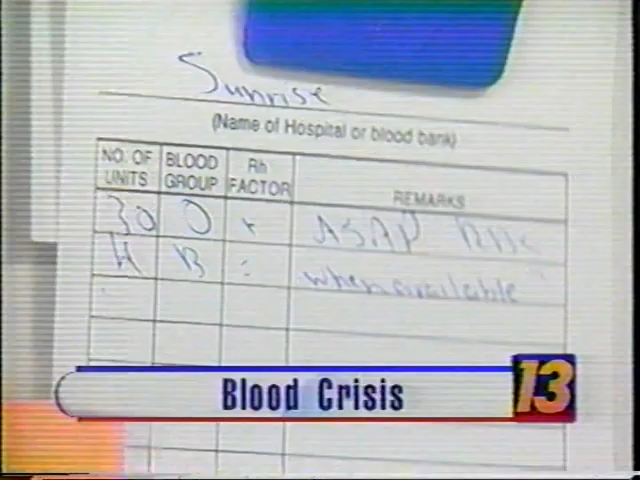 Sunrise
(Name of Hospital or blood bank)
NO. OF UNITS BLOOD GROUP Rh FACTOR REMARKS
30 O + ASAP
B when available
Blood Crisis 13